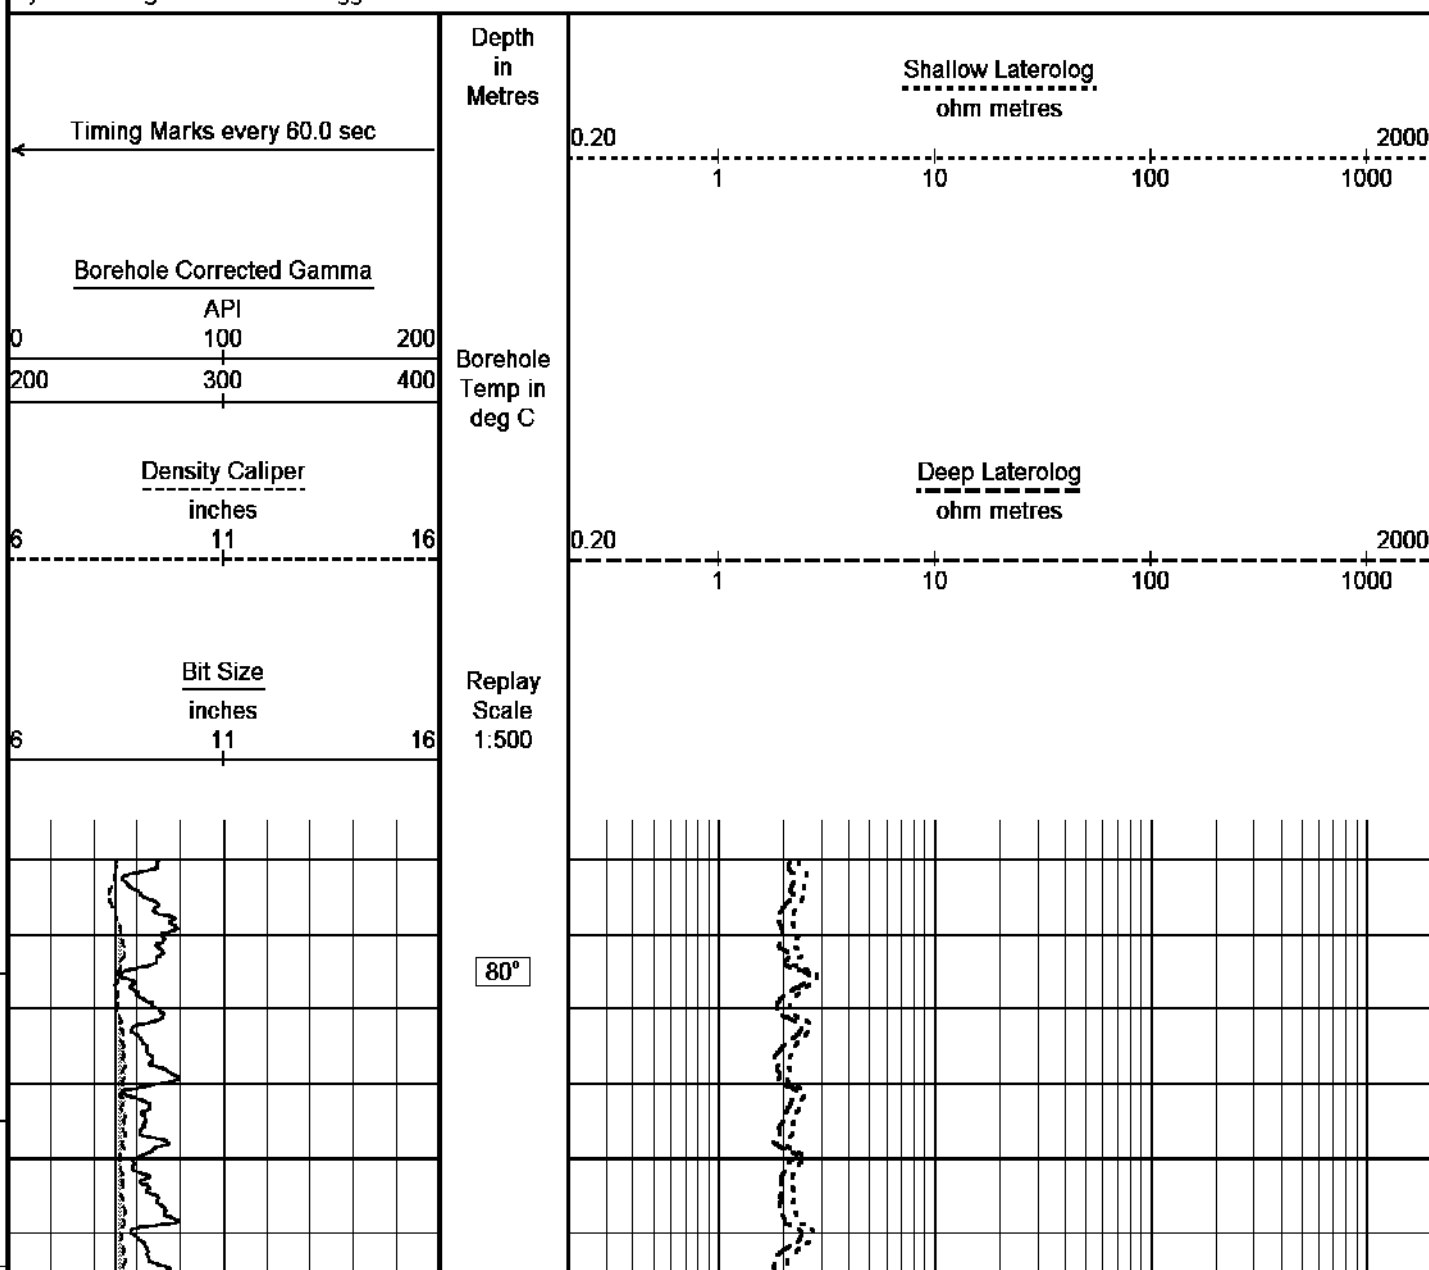 Timing Marks every 60.0 sec
Borehole Corrected Gamma
API
0 100 200
200 300 400
Density Caliper
inches
6 11 16
Bit Size
inches
6 11 16
Depth
in
Metres
Borehole
Temp in
deg C
Replay
Scale
1:500
80°
Shallow Laterolog
ohm metres
0.20 2000
1 10 100 1000
Deep Laterolog
ohm metres
0.20 2000
1 10 100 1000